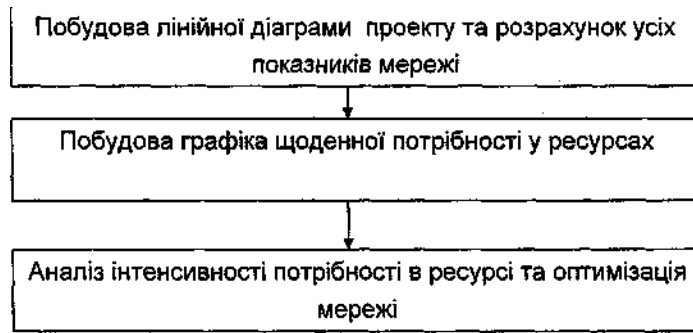 Побудова лінійної діаграми проекту та розрахунок усіх
показників мережі
Побудова графіка щоденної потрібності у ресурсах
Аналіз інтенсивності потрібності в ресурсі та оптимізація
мережі